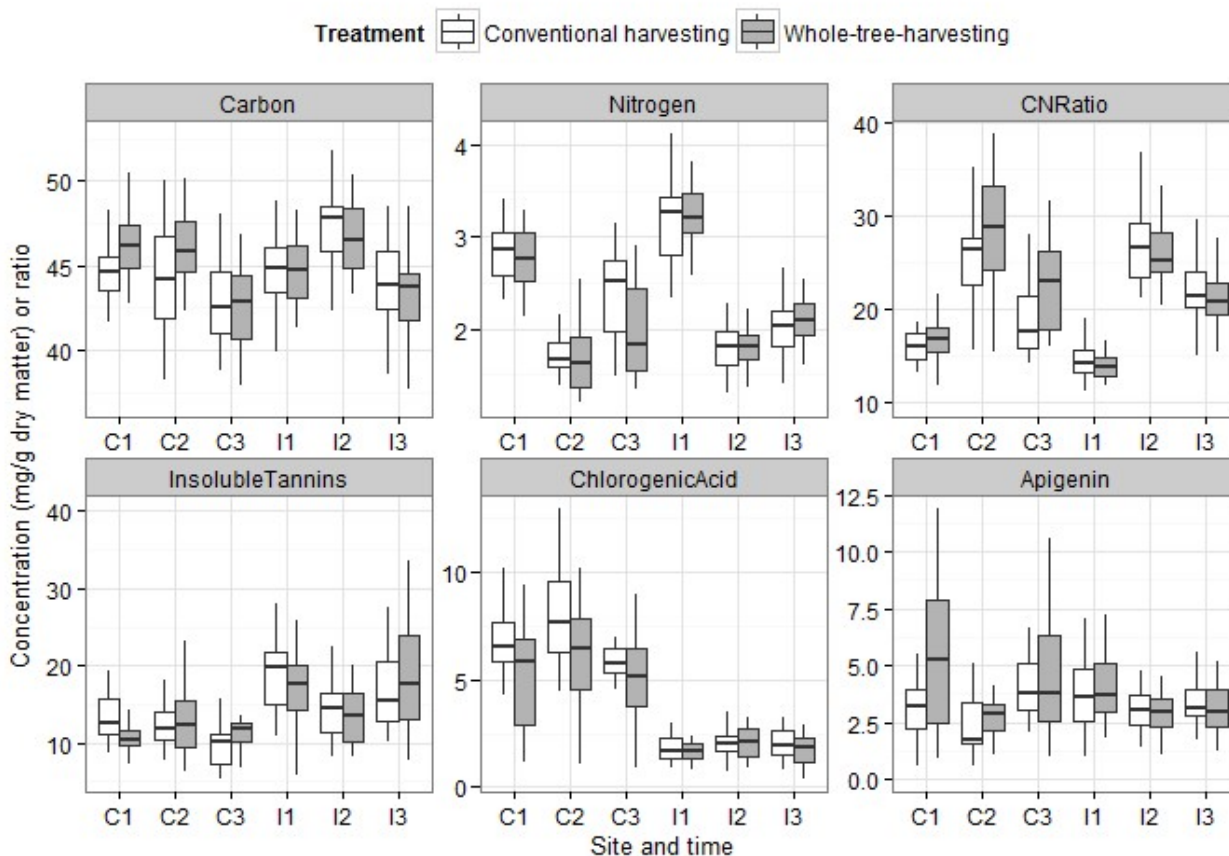 Treatment Conventional harvesting Whole-tree-harvesting
Concentration (mg/g dry matter) or ratio
Carbon
50
45
40
C1 C2 C3 I1 I2 I3
Nitrogen
4
3
2
C1 C2 C3 I1 I2 I3
CNRatio
40
30
20
10
C1 C2 C3 I1 I2 I3
InsolubleTannins
40
30
20
10
C1 C2 C3 I1 I2 I3
ChlorogenicAcid
10
5
0
C1 C2 C3 I1 I2 I3
Apigenin
12.5
10.0
7.5
5.0
2.5
0.0
C1 C2 C3 I1 I2 I3
Site and time